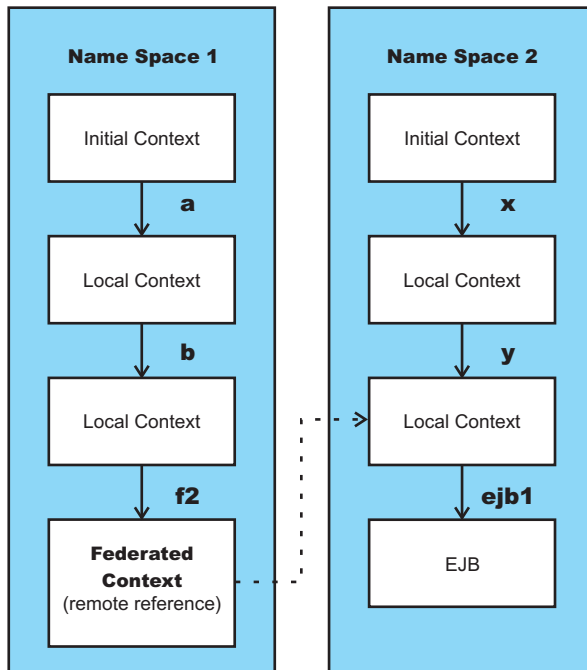 Name Space 1
Initial Context
a
Local Context
b
Local Context
f2
Federated
Context
(remote reference)
Name Space 2
Initial Context
x
Local Context
y
Local Context
ejb1
EJB